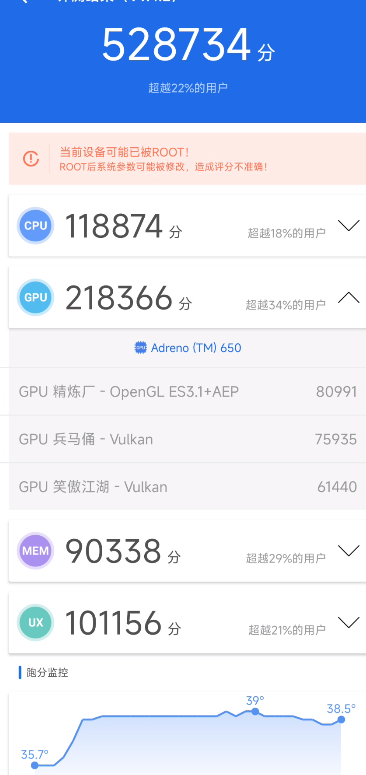 528734 分
超越22%的用户
当前设备可能已被ROOT!
ROOT后系统参数可能被修改，造成评分不准确!
CPU 118874 分 超越18%的用户
GPU 218366 分 超越34%的用户
Adreno (TM) 650
GPU 精炼厂 - OpenGL ES3.1+AEP 80991
GPU 兵马俑 - Vulkan 75935
GPU 笑傲江湖 - Vulkan 61440
MEM 90338 分 超越29%的用户
UX 101156 分 超越21%的用户
跑分监控
39°
38.5°
35.7°